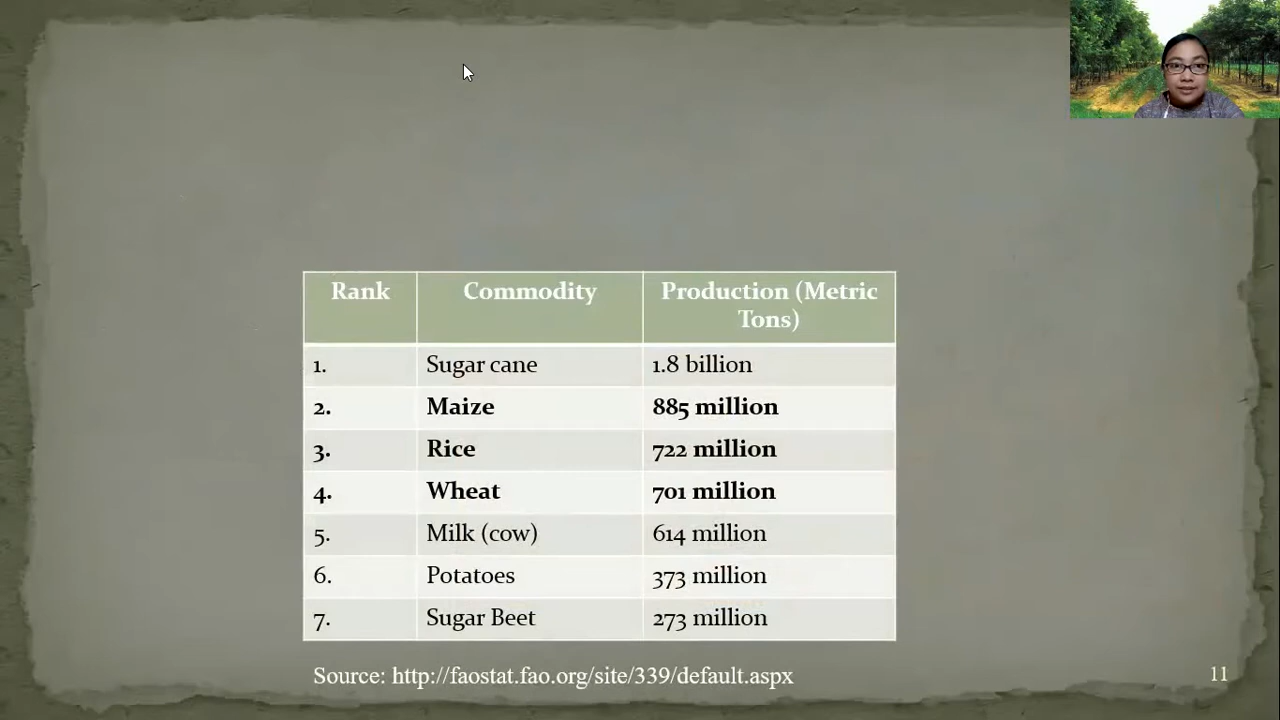 Rank Commodity Production (Metric
Tons)
1. Sugar cane 1.8 billion
2. Maize 885 million
3. Rice 722 million
4. Wheat 701 million
5. Milk (cow) 614 million
6. Potatoes 373 million
7. Sugar Beet 273 million
Source: http://faostat.fao.org/site/339/default.aspx
11